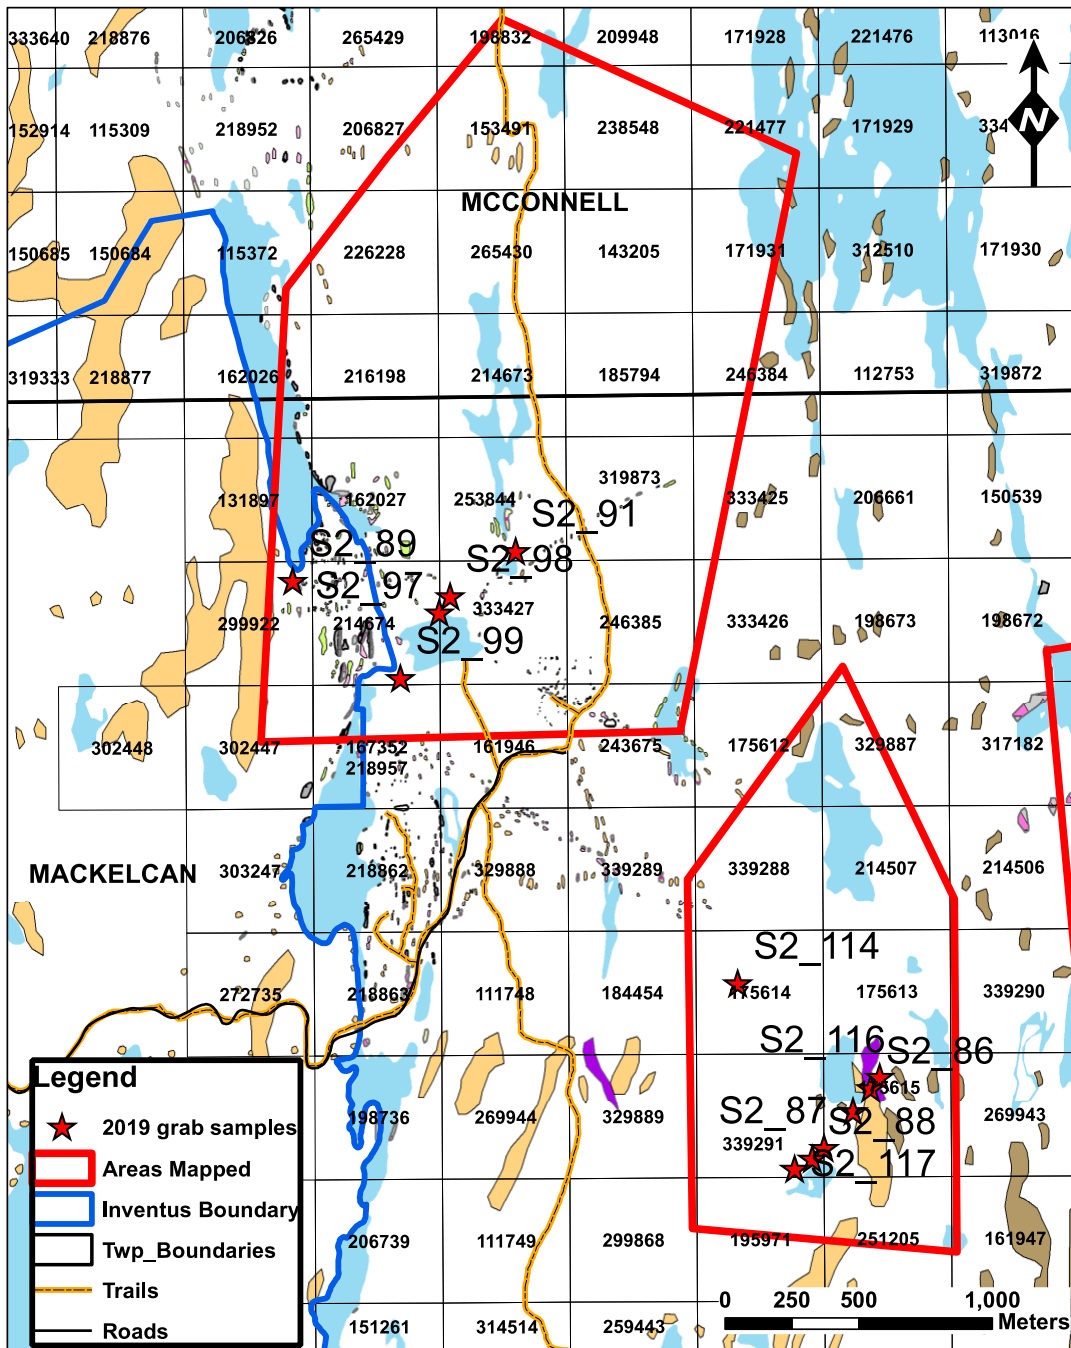 333640 218876 206826 265429 198832 209948 171928 221476 113016
152914 115309 218952 206827 153491 238548 221477 171929 334
N
MCCONNELL
150685 150684 115372 226228 265430 143205 171931 312510 171930
319333 218877 162026 216198 214673 185794 246384 112753 319872
319873
131897 162027 253844 333425 206661 150539
S2_91
S2_89 S2_98
S2_97
333427
299922 214674 246385 333426 198673 198672
S2_99
302448 302447 167352 161946 243675 175612 329887 317182
218957
MACKELCAN 303247 218862 329888 339289 339288 214507 214506
S2_114
272735 218863 111748 184454 175614 175613 339290
S2_116 S2_86
175615
S2_87 S2_88
198736 269944 329889 269943
339291
S2_117
206739 111749 299868 195971 251205 161947
151261 314514 259443
Legend
2019 grab samples
Areas Mapped
Inventus Boundary
Twp_Boundaries
Trails
Roads
0 250 500 1,000
Meters